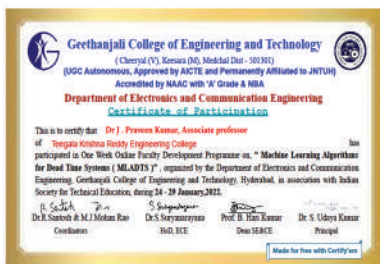 Geethanjali College of Engineering and Technology
( Cheeryal (V), Keesara (M), Medchal Dist - 501301)
(UGC Autonomous, Approved by AICTE and Permanently Affiliated to JNTUH)
Accredited by NAAC with 'A' Grade & NBA
Department of Electronics and Communication Engineering
Certificate of Participation
This is to certify that Dr J . Praveen Kumar, Associate professor
of Teegala Krishna Reddy Engineering College has
participated in One Week Online Faculty Development Programme on, " Machine Learning Algorithms
for Dead Time Systems ( MLADTS )" , organized by the Department of Electronics and Communication
Engineering, Geethanjali College of Engineering and Technology, Hyderabad, in association with Indian
Society for Technical Education, during 24 - 29 January,2022.
Dr.R.Santosh & M.J.Mohan Rao Dr.S.Suryanarayana Prof. B. Hari Kumar Dr. S. Udaya Kumar
Coordinators HoD, ECE Dean SE&CE Principal
Made for free with Certify'em